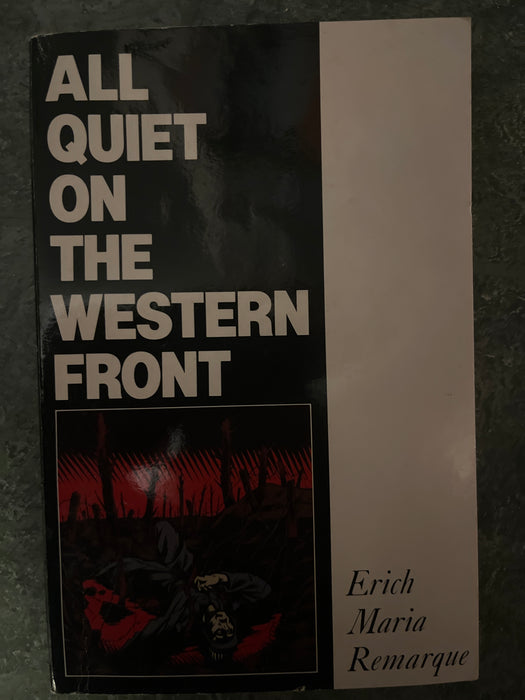 ALL
QUIET
ON
THE
WESTERN
FRONT
Erich
Maria
Remarque